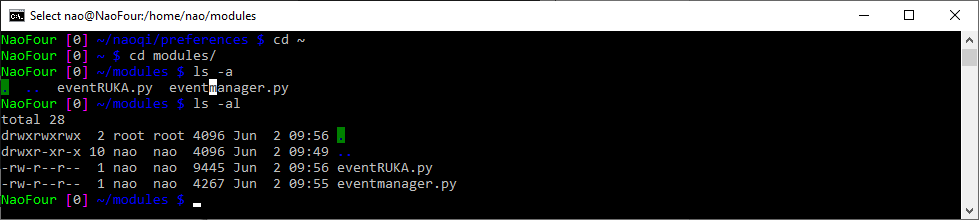 Select nao@NaoFour:/home/nao/modules
NaoFour [0] ~/naoqi/preferences $ cd ~
NaoFour [0] ~ $ cd modules/
NaoFour [0] ~/modules $ ls -a
.  ..  eventRUKA.py  eventmanager.py
NaoFour [0] ~/modules $ ls -al
total 28
drwxrwxrwx  2 root root 4096 Jun  2 09:56 .
drwxr-xr-x 10 nao  nao  4096 Jun  2 09:49 ..
-rw-r--r--  1 nao  nao  9445 Jun  2 09:56 eventRUKA.py
-rw-r--r--  1 nao  nao  4267 Jun  2 09:55 eventmanager.py
NaoFour [0] ~/modules $